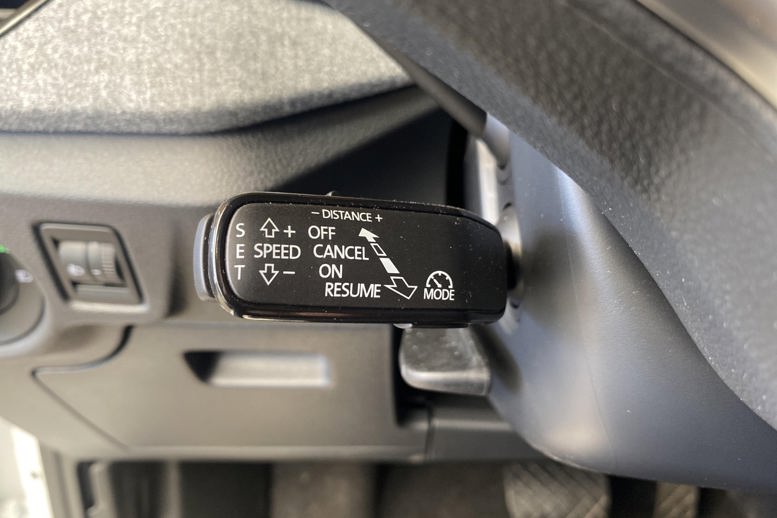 − DISTANCE +
S + OFF
E SPEED CANCEL
T − ON
RESUME
MODE